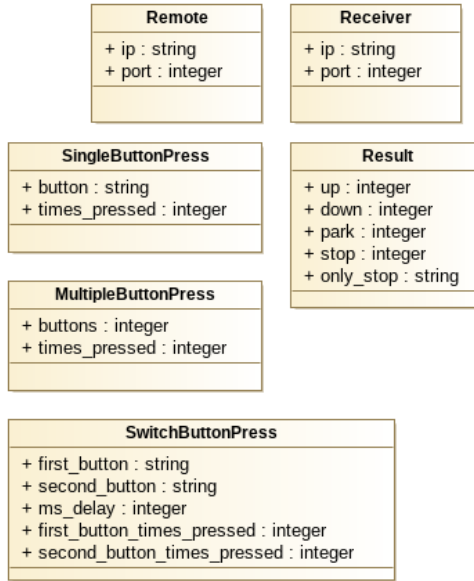 Remote
+ ip : string
+ port : integer
Receiver
+ ip : string
+ port : integer
SingleButtonPress
+ button : string
+ times_pressed : integer
Result
+ up : integer
+ down : integer
+ park : integer
+ stop : integer
+ only_stop : string
MultipleButtonPress
+ buttons : integer
+ times_pressed : integer
SwitchButtonPress
+ first_button : string
+ second_button : string
+ ms_delay : integer
+ first_button_times_pressed : integer
+ second_button_times_pressed : integer